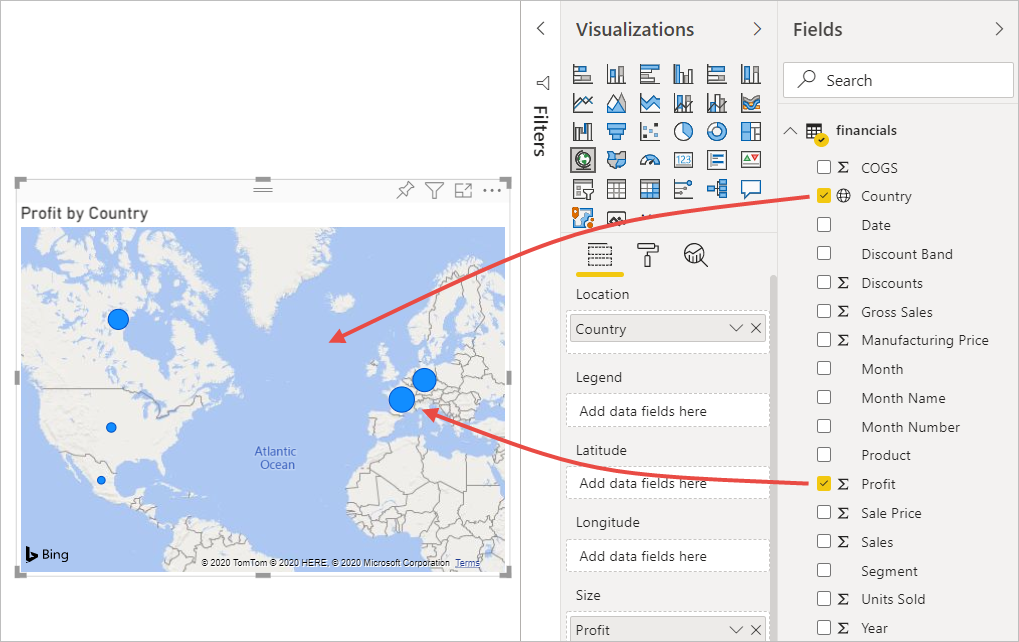 Profit by Country
Atlantic
Ocean
Bing
© 2020 TomTom © 2020 HERE, © 2020 Microsoft Corporation Terms
Filters
Visualizations
123
Location
Country
Legend
Add data fields here
Latitude
Add data fields here
Longitude
Add data fields here
Size
Profit
Fields
Search
financials
COGS
Country
Date
Discount Band
Discounts
Gross Sales
Manufacturing Price
Month
Month Name
Month Number
Product
Profit
Sale Price
Sales
Segment
Units Sold
Year